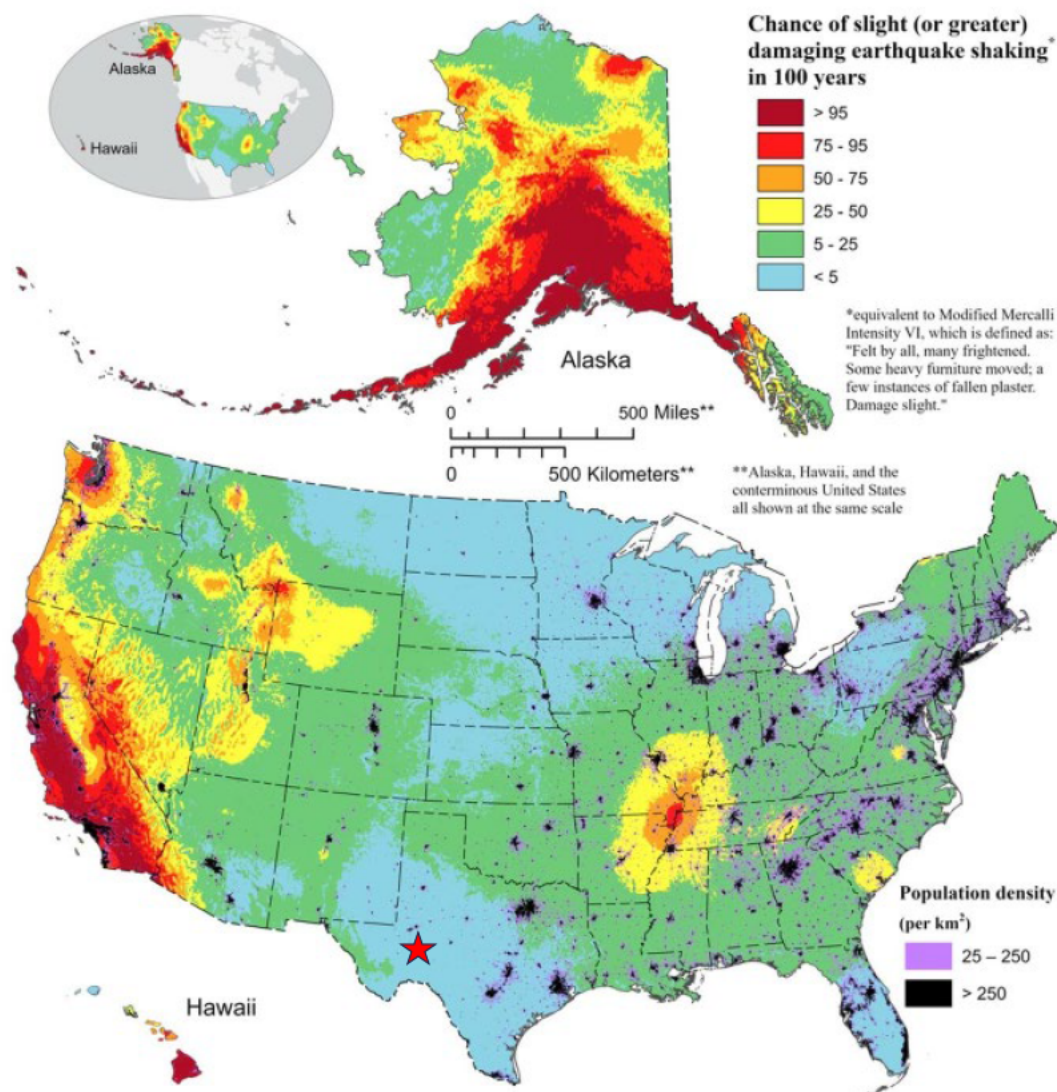 Chance of slight (or greater)
damaging earthquake shaking*
in 100 years
> 95
75 - 95
50 - 75
25 - 50
5 - 25
< 5
Alaska
Hawaii
*equivalent to Modified Mercalli
Intensity VI, which is defined as:
"Felt by all, many frightened.
Some heavy furniture moved; a
few instances of fallen plaster.
Damage slight."
Alaska
0 500 Miles**
0 500 Kilometers**
**Alaska, Hawaii, and the
conterminous United States
all shown at the same scale
Population density
(per km²)
25 – 250
> 250
Hawaii